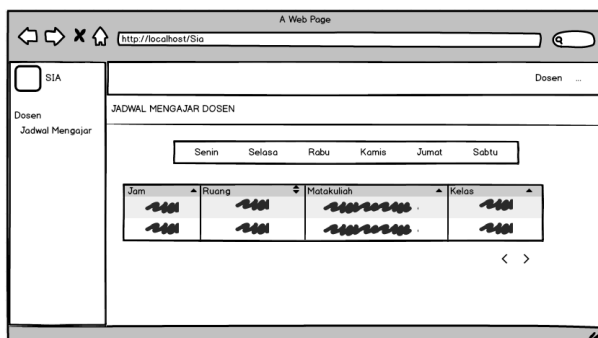 A Web Page
http://localhost/Sia
SIA
Dosen ...
Dosen
Jadwal Mengajar
JADWAL MENGAJAR DOSEN
Senin Selasa Rabu Kamis Jumat Sabtu
Jam Ruang Matakuliah Kelas